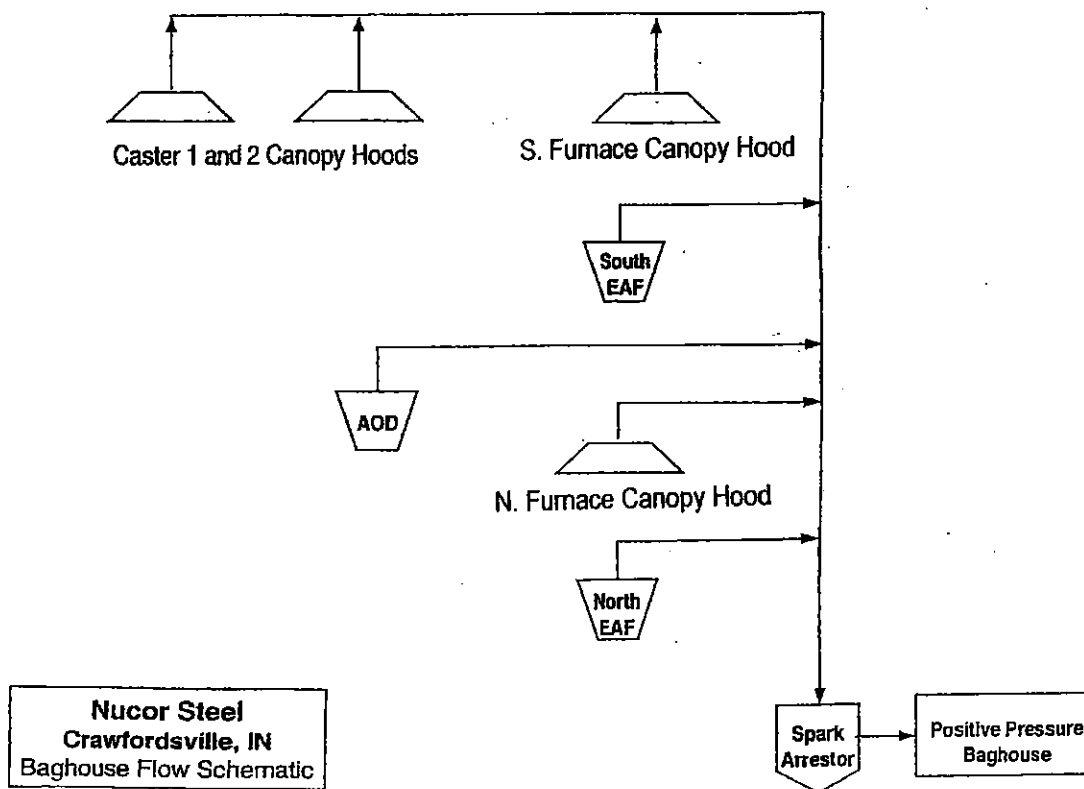 Caster 1 and 2 Canopy Hoods
S. Furnace Canopy Hood
South
EAF
AOD
N. Furnace Canopy Hood
North
EAF
Nucor Steel
Crawfordsville, IN
Baghouse Flow Schematic
Spark
Arrestor
Positive Pressure
Baghouse